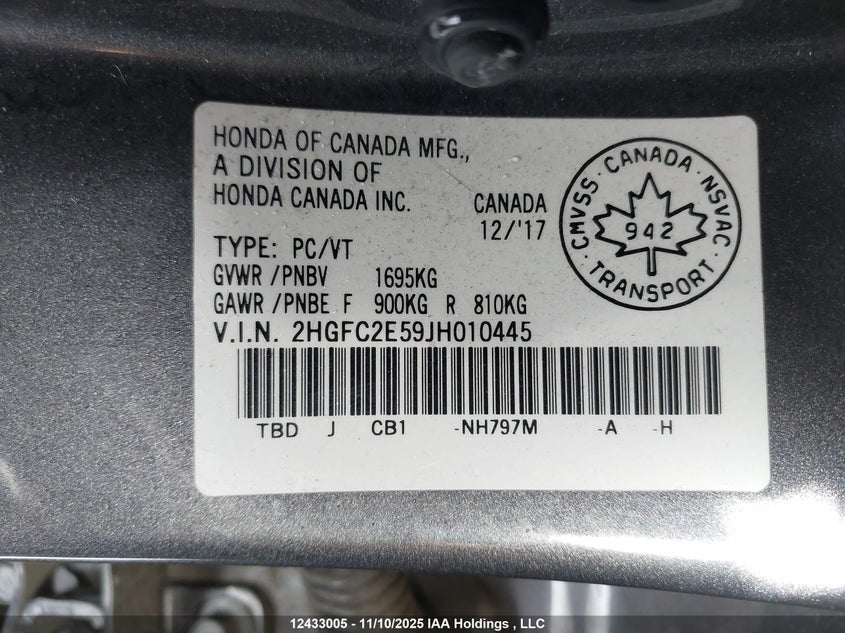 HONDA OF CANADA MFG.,
A DIVISION OF
HONDA CANADA INC.
CANADA
12/'17
TYPE: PC/VT
GVWR /PNBV 1695KG
GAWR /PNBE F 900KG R 810KG
V.I.N. 2HGFC2E59JH010445
TBD J CB1 -NH797M -A -H
CMVSS · CANADA · NSVAC
942
· TRANSPORT ·
12433005 - 11/10/2025 IAA Holdings , LLC